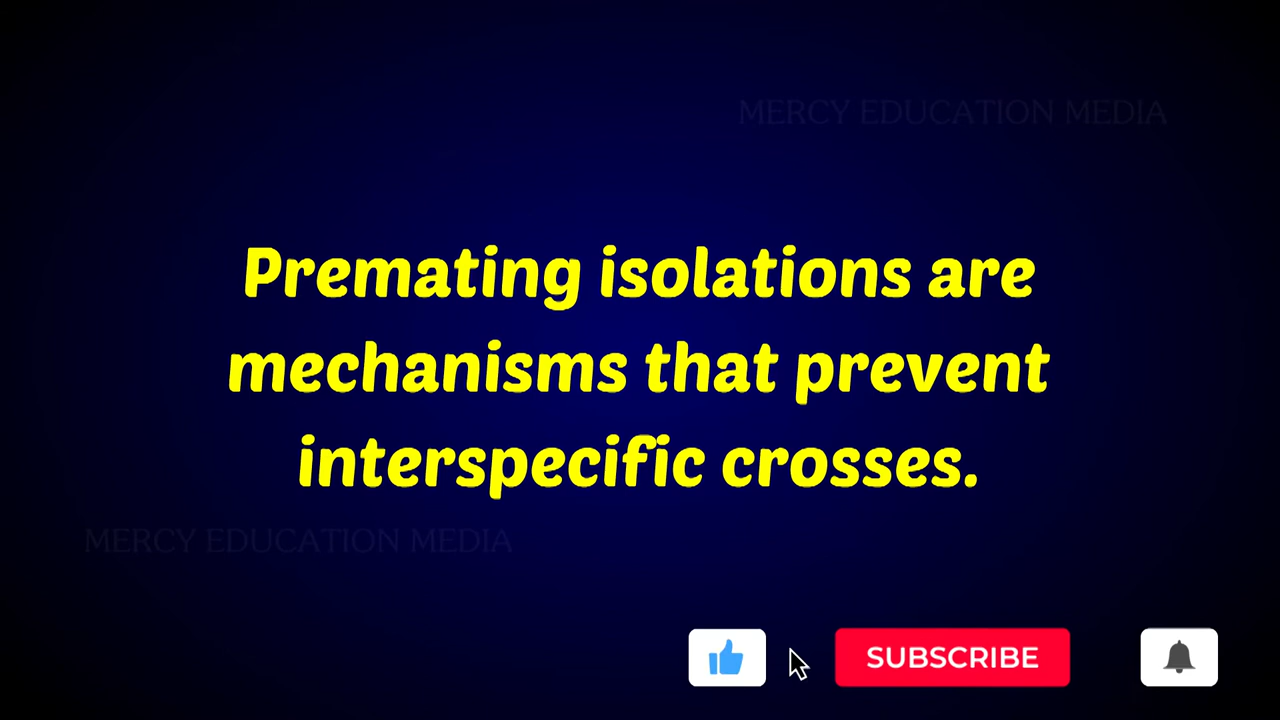 MERCY EDUCATION MEDIA
Premating isolations are
mechanisms that prevent
interspecific crosses.
MERCY EDUCATION MEDIA
SUBSCRIBE